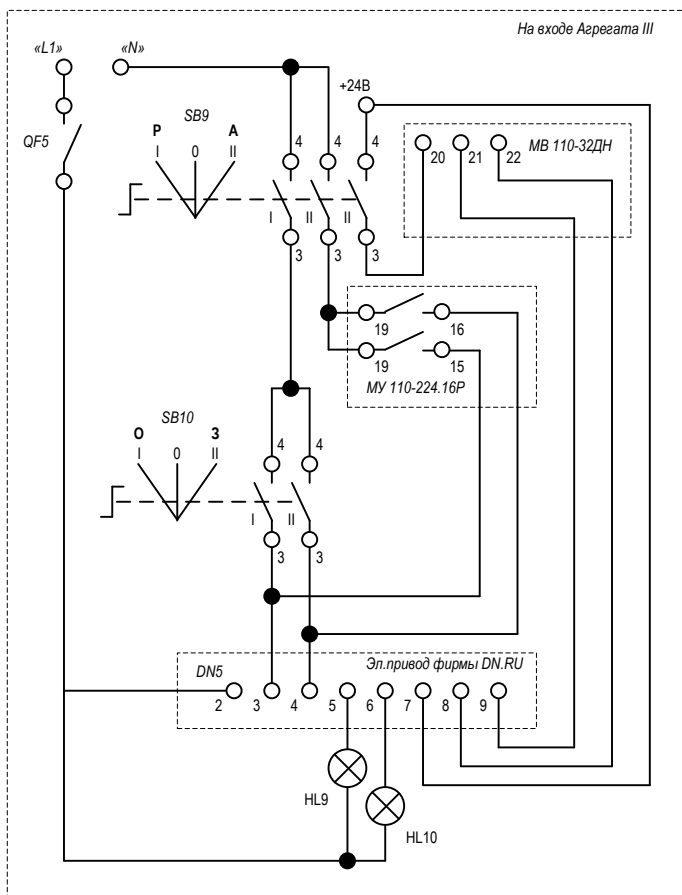 На входе Агрегата III
«L1» «N»
+24В
SB9
QF5
Р А
I 0 II
4 4 4
20 21 22
МВ 110-32ДН
I II II
3 3 3
19 16
19 15
МУ 110-224.16Р
SB10
О З
I 0 II
4 4
I II
3 3
Эл.привод фирмы DN.RU
DN5
2 3 4 5 6 7 8 9
HL9
HL10